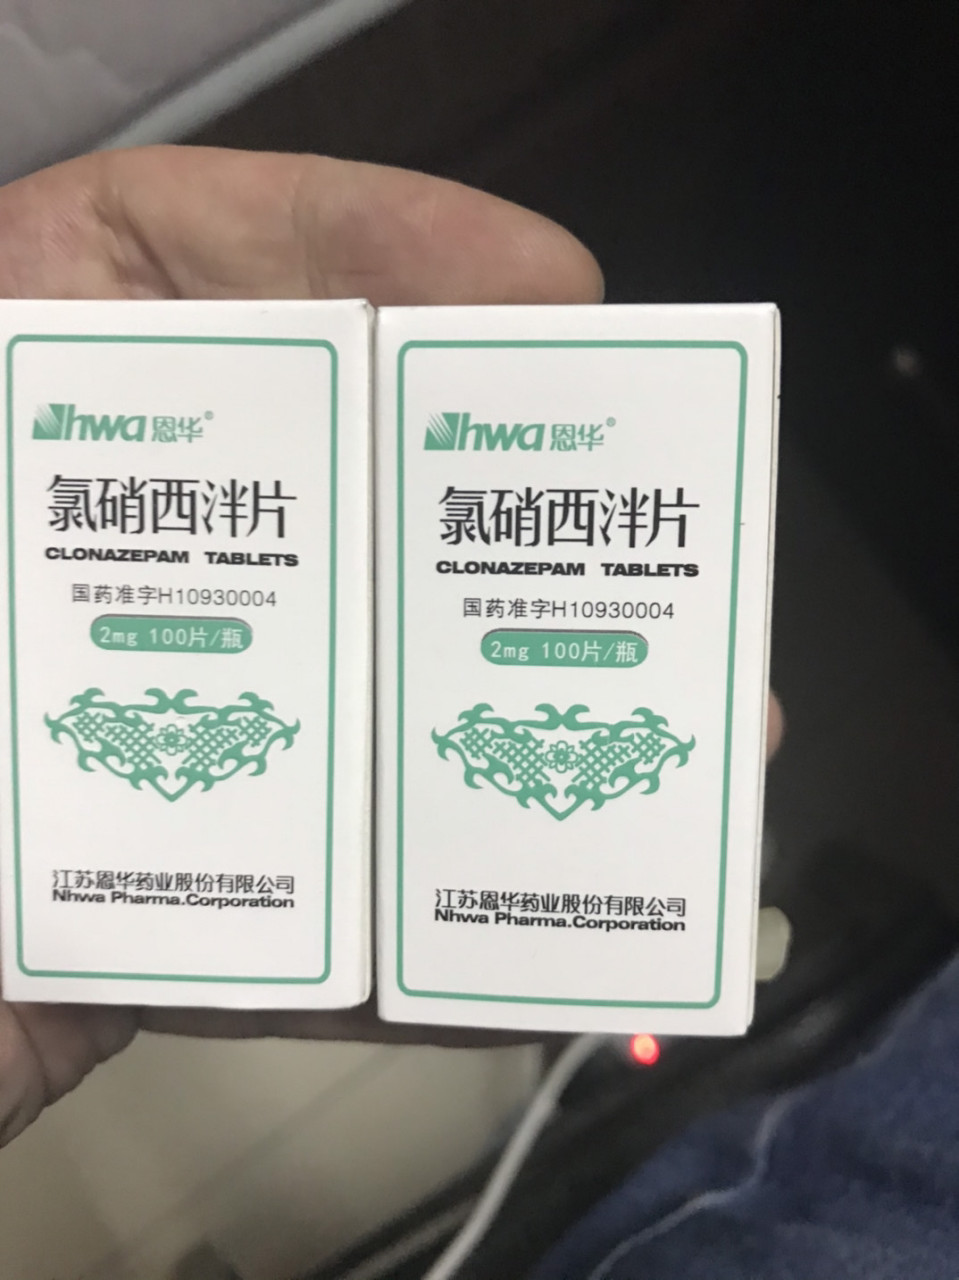 Nhwa 恩华®
氯硝西泮片
CLONAZEPAM TABLETS
国药准字H10930004
2mg 100片/瓶
江苏恩华药业股份有限公司
Nhwa Pharma.Corporation
Nhwa 恩华®
氯硝西泮片
CLONAZEPAM TABLETS
国药准字H10930004
2mg 100片/瓶
江苏恩华药业股份有限公司
Nhwa Pharma.Corporation